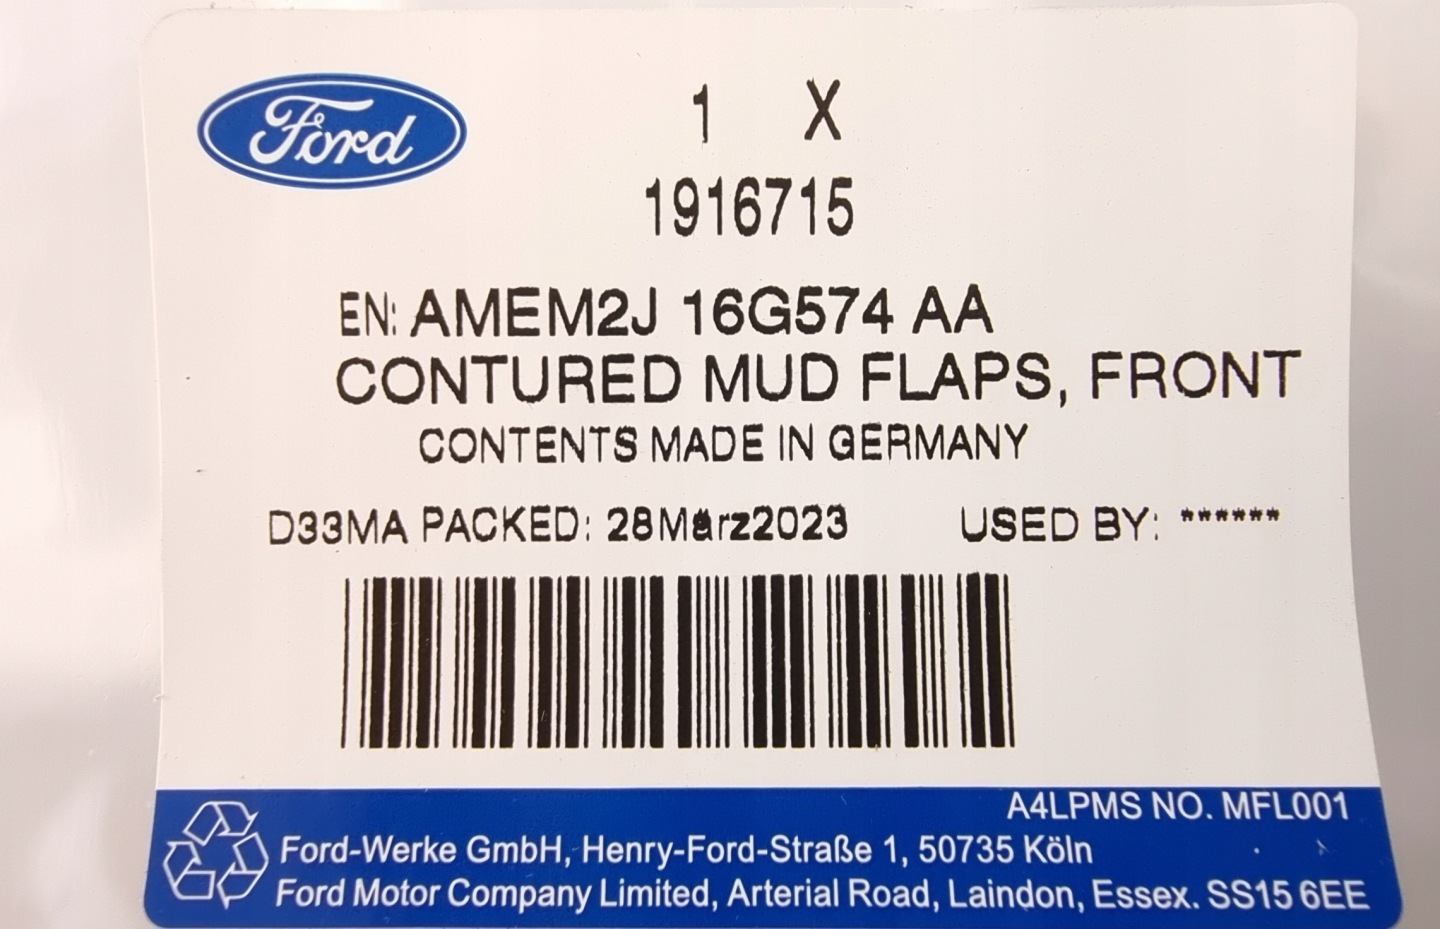 Ford
1 X
1916715
EN: AMEM2J 16G574 AA
CONTURED MUD FLAPS, FRONT
CONTENTS MADE IN GERMANY
D33MA PACKED: 28März2023 USED BY: ******
A4LPMS NO. MFL001
Ford-Werke GmbH, Henry-Ford-Straße 1, 50735 Köln
Ford Motor Company Limited, Arterial Road, Laindon, Essex. SS15 6EE